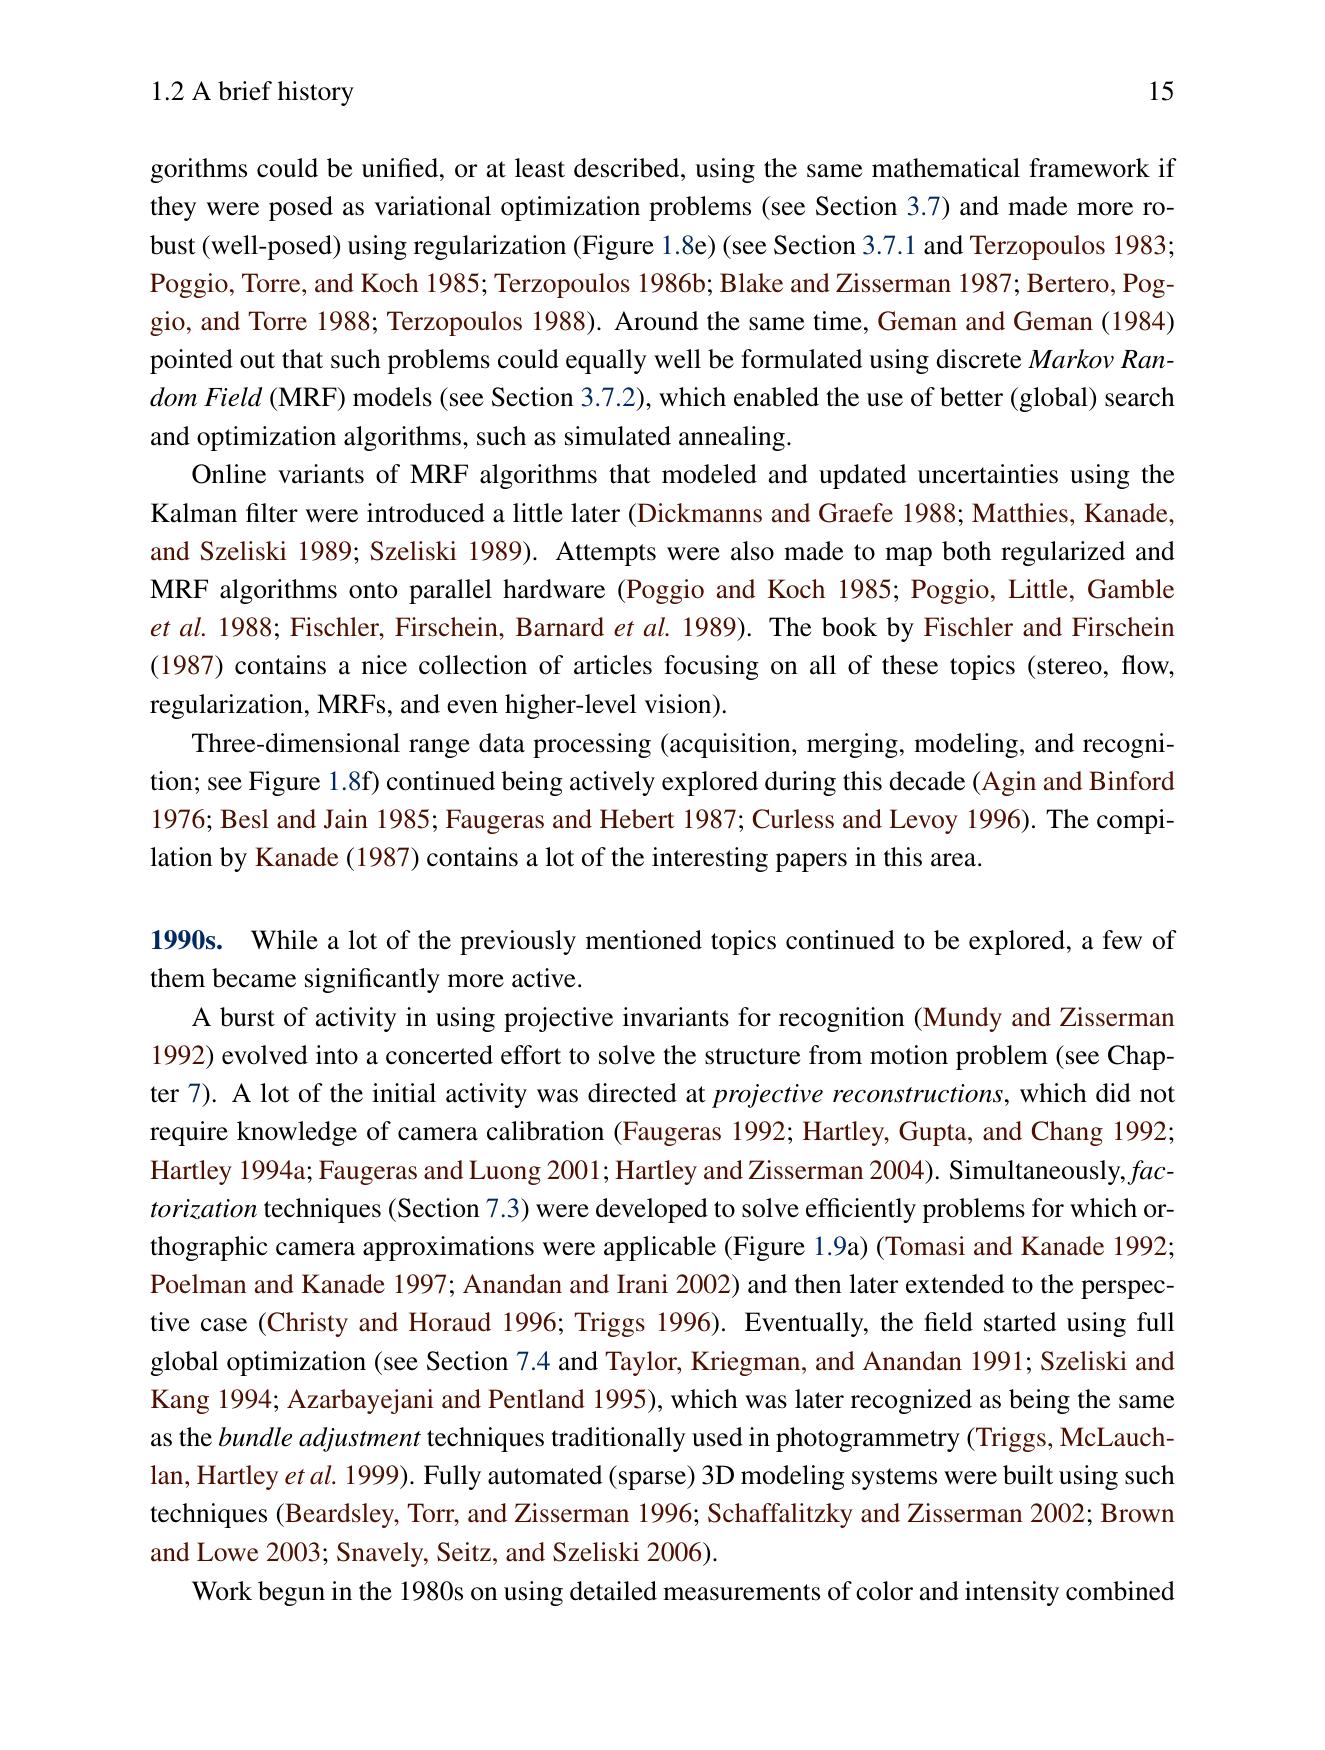 1.2 A brief history 15
gorithms could be unified, or at least described, using the same mathematical framework if
they were posed as variational optimization problems (see Section 3.7) and made more ro-
bust (well-posed) using regularization (Figure 1.8e) (see Section 3.7.1 and Terzopoulos 1983;
Poggio, Torre, and Koch 1985; Terzopoulos 1986b; Blake and Zisserman 1987; Bertero, Pog-
gio, and Torre 1988; Terzopoulos 1988). Around the same time, Geman and Geman (1984)
pointed out that such problems could equally well be formulated using discrete Markov Ran-
dom Field (MRF) models (see Section 3.7.2), which enabled the use of better (global) search
and optimization algorithms, such as simulated annealing.
Online variants of MRF algorithms that modeled and updated uncertainties using the
Kalman filter were introduced a little later (Dickmanns and Graefe 1988; Matthies, Kanade,
and Szeliski 1989; Szeliski 1989). Attempts were also made to map both regularized and
MRF algorithms onto parallel hardware (Poggio and Koch 1985; Poggio, Little, Gamble
et al. 1988; Fischler, Firschein, Barnard et al. 1989). The book by Fischler and Firschein
(1987) contains a nice collection of articles focusing on all of these topics (stereo, flow,
regularization, MRFs, and even higher-level vision).
Three-dimensional range data processing (acquisition, merging, modeling, and recogni-
tion; see Figure 1.8f) continued being actively explored during this decade (Agin and Binford
1976; Besl and Jain 1985; Faugeras and Hebert 1987; Curless and Levoy 1996). The compi-
lation by Kanade (1987) contains a lot of the interesting papers in this area.
1990s. While a lot of the previously mentioned topics continued to be explored, a few of
them became significantly more active.
A burst of activity in using projective invariants for recognition (Mundy and Zisserman
1992) evolved into a concerted effort to solve the structure from motion problem (see Chap-
ter 7). A lot of the initial activity was directed at projective reconstructions, which did not
require knowledge of camera calibration (Faugeras 1992; Hartley, Gupta, and Chang 1992;
Hartley 1994a; Faugeras and Luong 2001; Hartley and Zisserman 2004). Simultaneously, fac-
torization techniques (Section 7.3) were developed to solve efficiently problems for which or-
thographic camera approximations were applicable (Figure 1.9a) (Tomasi and Kanade 1992;
Poelman and Kanade 1997; Anandan and Irani 2002) and then later extended to the perspec-
tive case (Christy and Horaud 1996; Triggs 1996). Eventually, the field started using full
global optimization (see Section 7.4 and Taylor, Kriegman, and Anandan 1991; Szeliski and
Kang 1994; Azarbayejani and Pentland 1995), which was later recognized as being the same
as the bundle adjustment techniques traditionally used in photogrammetry (Triggs, McLauch-
lan, Hartley et al. 1999). Fully automated (sparse) 3D modeling systems were built using such
techniques (Beardsley, Torr, and Zisserman 1996; Schaffalitzky and Zisserman 2002; Brown
and Lowe 2003; Snavely, Seitz, and Szeliski 2006).
Work begun in the 1980s on using detailed measurements of color and intensity combined